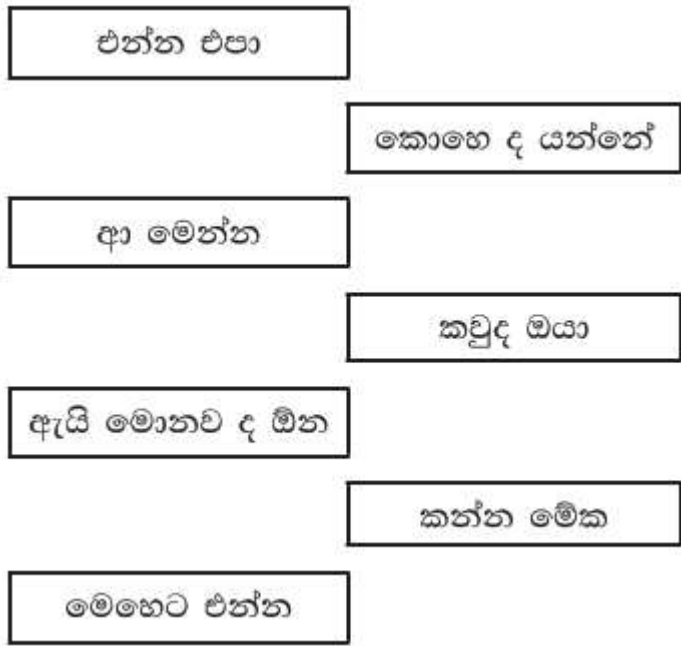 එන්න එපා
කොහෙ ද යන්නේ
ආ මෙන්න
කවුද ඔයා
ඇයි මොනව ද ඕන
කන්න මේක
මෙහෙට එන්න